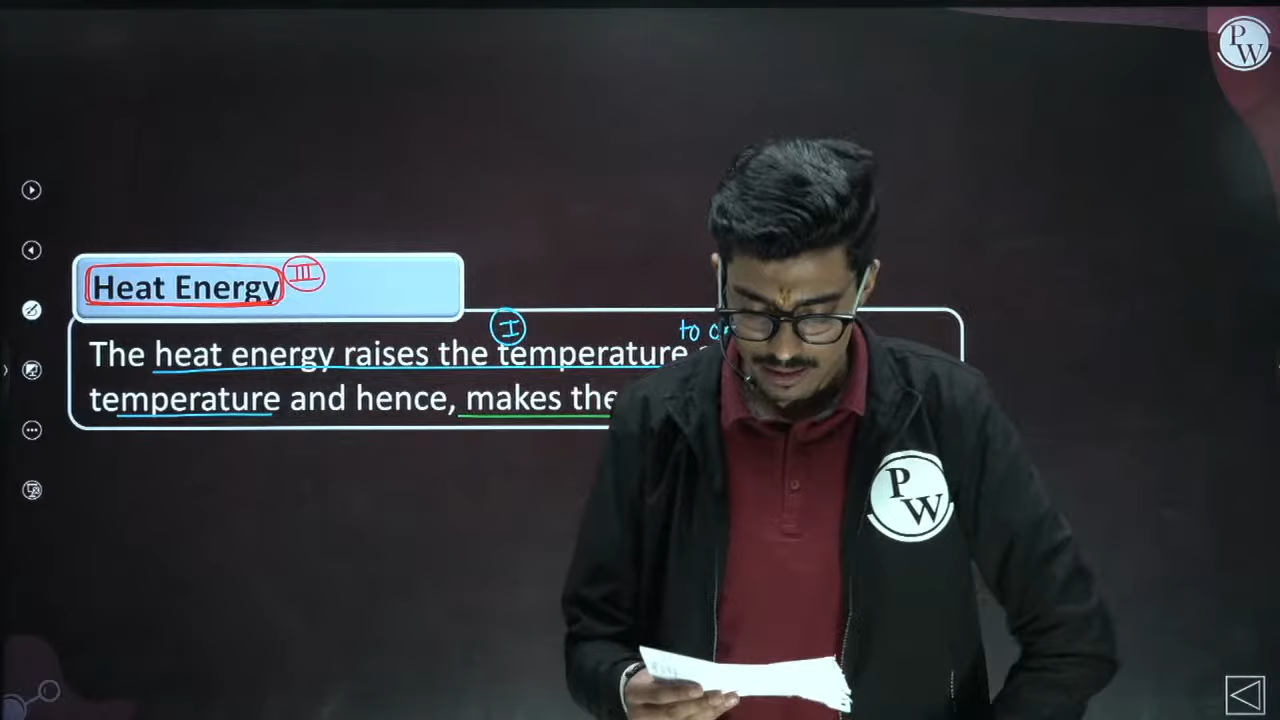 P
W
Heat Energy III
I
to
The heat energy raises the temperature
temperature and hence, makes the
P
W